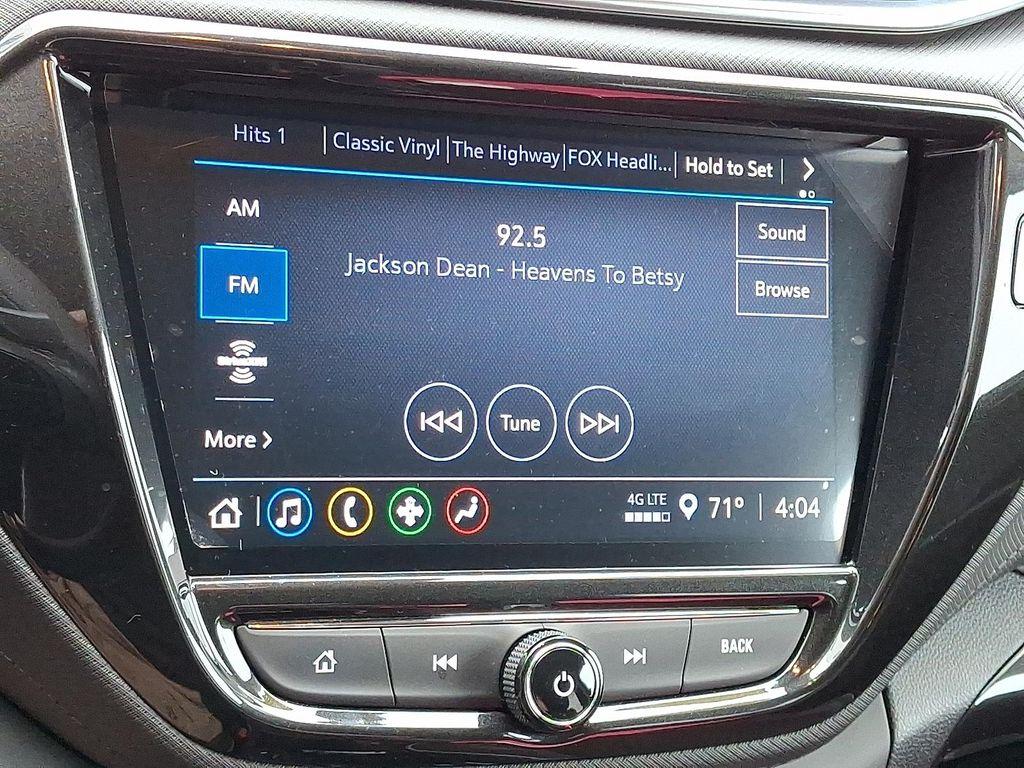 Hits 1
Classic Vinyl
The Highway
FOX Headli...
Hold to Set
AM
92.5
Sound
Jackson Dean - Heavens To Betsy
FM
Browse
SiriusXM
Tune
More
4G LTE
71°
4:04
BACK